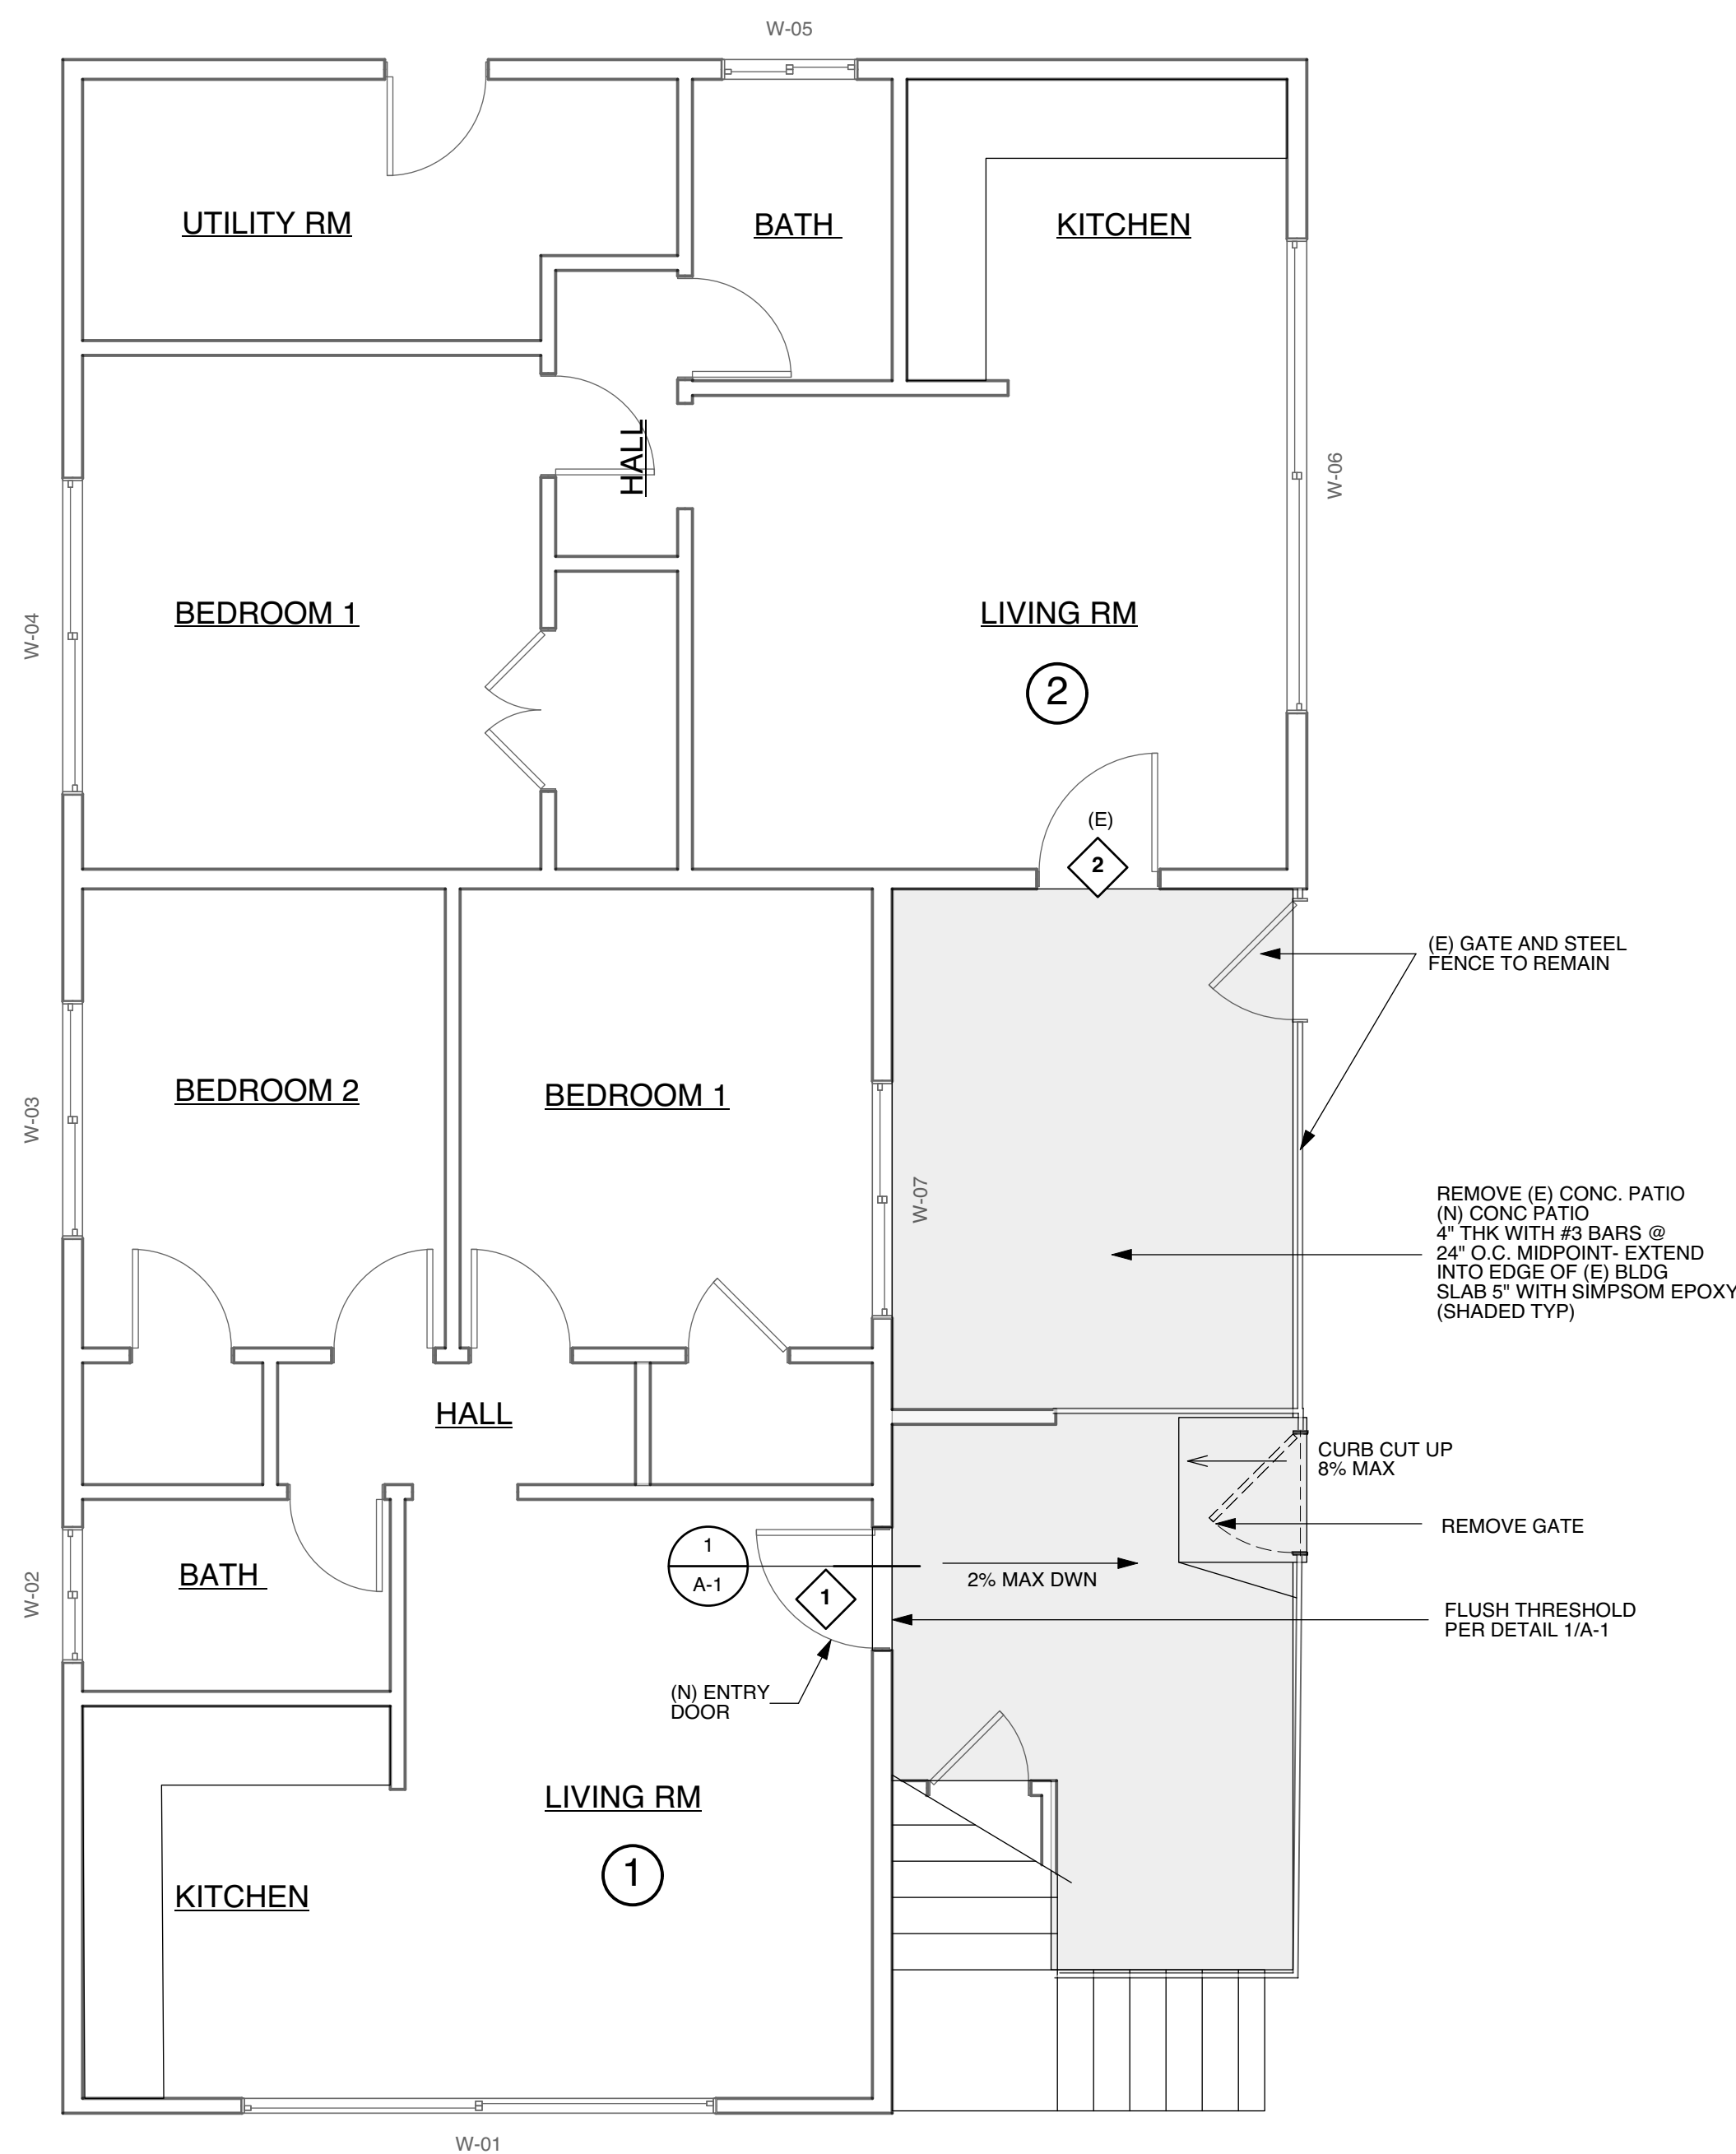 W-05
UTILITY RM
BATH
KITCHEN
HALL
W-06
W-04
BEDROOM 1
LIVING RM
2
(E)
2
(E) GATE AND STEEL
FENCE TO REMAIN
W-03
BEDROOM 2
BEDROOM 1
W-07
REMOVE (E) CONC. PATIO
(N) CONC PATIO
4" THK WITH #3 BARS @
24" O.C. MIDPOINT- EXTEND
INTO EDGE OF (E) BLDG
SLAB 5" WITH SIMPSOM EPOXY
(SHADED TYP)
HALL
CURB CUT UP
8% MAX
REMOVE GATE
W-02
BATH
1
A-1
1
2% MAX DWN
FLUSH THRESHOLD
PER DETAIL 1/A-1
(N) ENTRY
DOOR
LIVING RM
1
KITCHEN
W-01